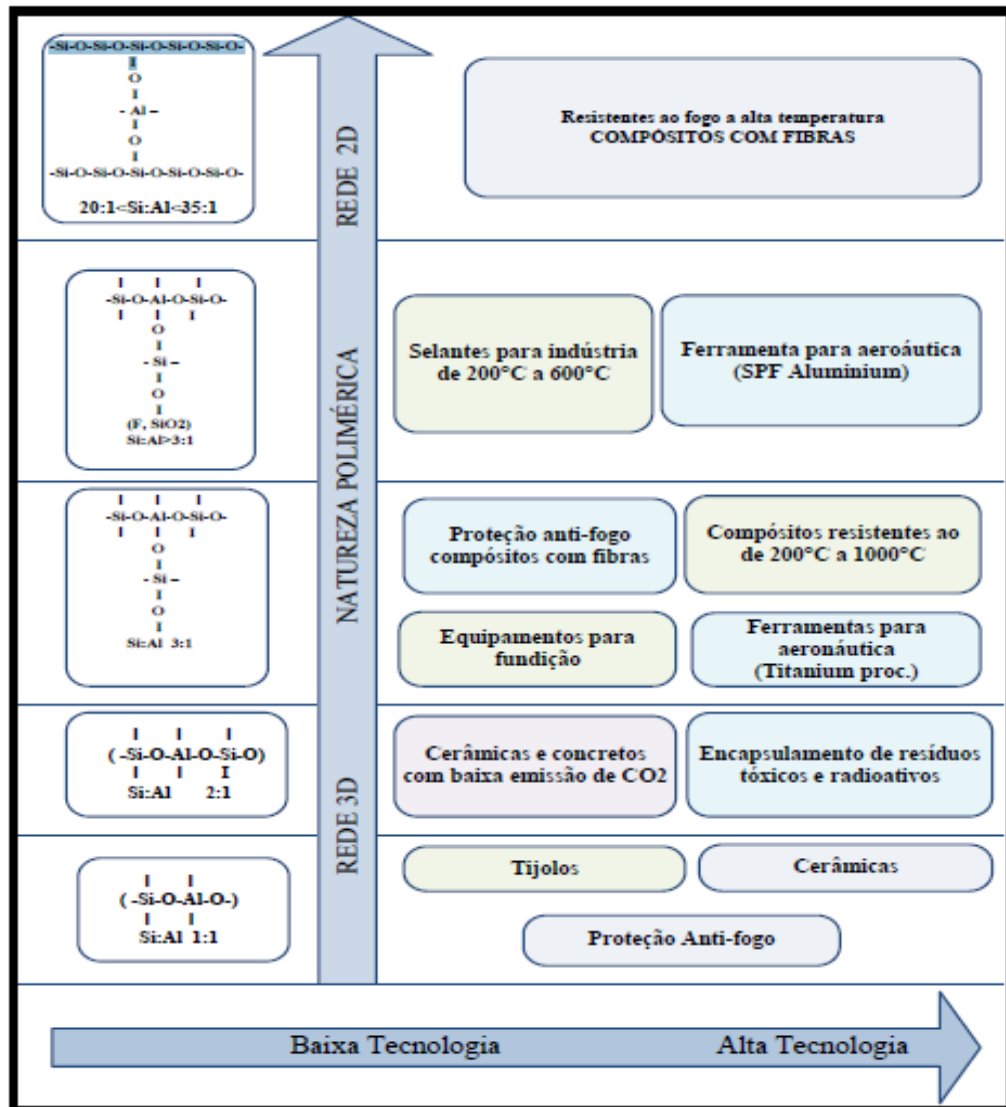 -Si-O-Si-O-Si-O-Si-O-Si-O-
I
O
I
- Al –
I
O
I
-Si-O-Si-O-Si-O-Si-O-Si-O-
20:1<Si:Al<35:1
REDE 2D
Resistentes ao fogo a alta temperatura
COMPÓSITOS COM FIBRAS
I I I
-Si-O-Al-O-Si-O-
I I I
O
I
- Si –
I
O
I
(F, SiO2)
Si:Al>3:1
NATUREZA POLIMÉRICA
Selantes para indústria
de 200°C a 600°C
Ferramenta para aeroáutica
(SPF Aluminium)
I I I
-Si-O-Al-O-Si-O-
I I I
O
I
- Si –
I
O
I
Si:Al 3:1
Proteção anti-fogo
compósitos com fibras
Compósitos resistentes ao
de 200°C a 1000°C
Equipamentos para
fundição
Ferramentas para
aeronáutica
(Titanium proc.)
I I I
( -Si-O-Al-O-Si-O)
I I I
Si:Al 2:1
REDE 3D
Cerâmicas e concretos
com baixa emissão de CO2
Encapsulamento de resíduos
tóxicos e radioativos
I I
( -Si-O-Al-O-)
I I
Si:Al 1:1
Tijolos
Cerâmicas
Proteção Anti-fogo
Baixa Tecnologia
Alta Tecnologia